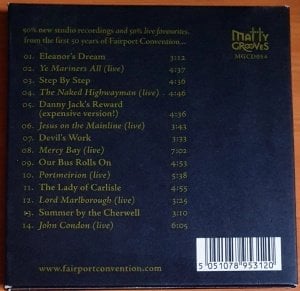 50% new studio recordings and 50% live favourites,
from the first 50 years of Fairport Convention...
Matty
Grooves
MGCD054
01. Eleanor's Dream 3:12
02. Ye Mariners All (live) 4:37
03. Step By Step 4:36
04. The Naked Highwayman (live) . 4:46
05. Danny Jack's Reward
(expensive version!) 4:36
06. Jesus on the Mainline (live) 3:43
07. Devil's Work 4:33
08. Mercy Bay (live) 7:02
09. Our Bus Rolls On 4:53
10. Portmeirion (live) 5:38
11. The Lady of Carlisle 4:55
12. Lord Marlborough (live) 3:30
13. Summer by the Cherwell 3:10
14. John Condon (live) 6:05
www.fairportconvention.com
5 051078 953120